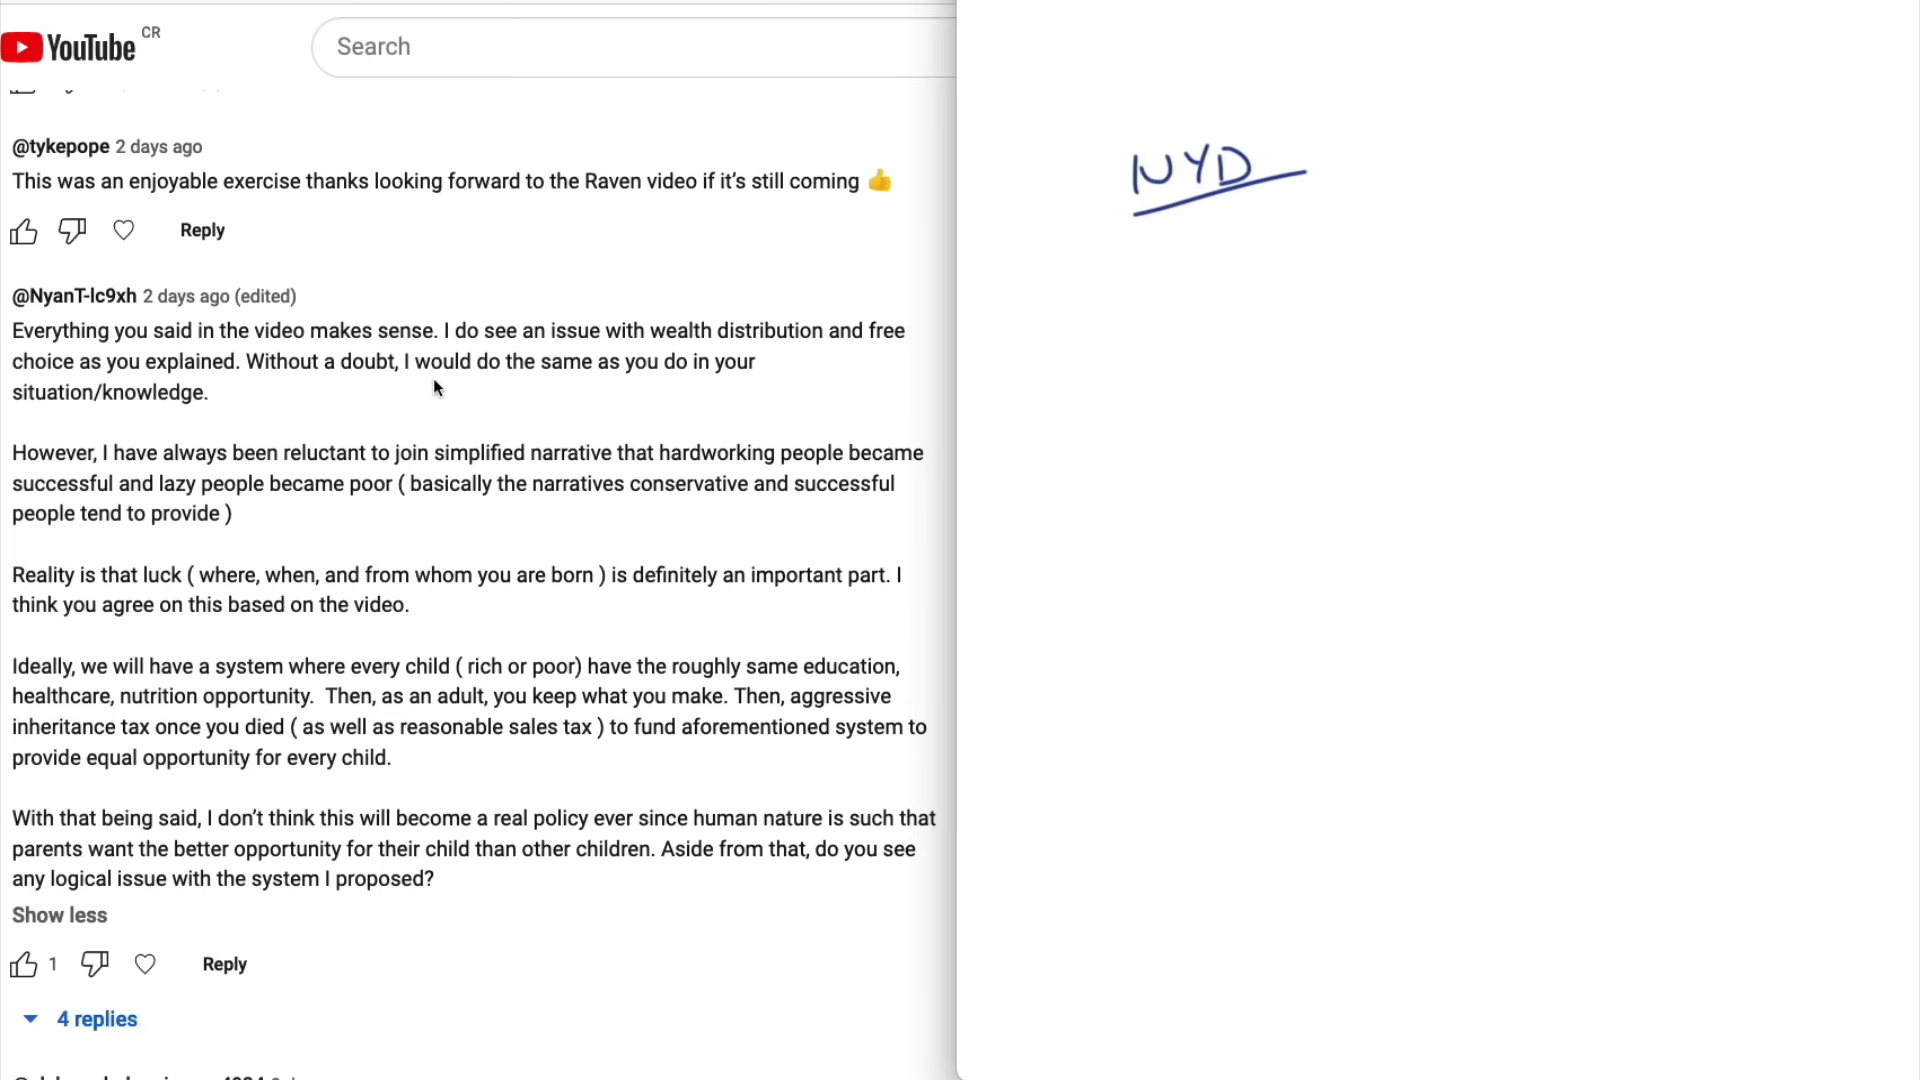 YouTube CR
Search
@tykepope 2 days ago
This was an enjoyable exercise thanks looking forward to the Raven video if it's still coming 👍
Reply
@NyanT-lc9xh 2 days ago (edited)
Everything you said in the video makes sense. I do see an issue with wealth distribution and free
choice as you explained. Without a doubt, I would do the same as you do in your
situation/knowledge.
However, I have always been reluctant to join simplified narrative that hardworking people became
successful and lazy people became poor ( basically the narratives conservative and successful
people tend to provide )
Reality is that luck ( where, when, and from whom you are born ) is definitely an important part. I
think you agree on this based on the video.
Ideally, we will have a system where every child ( rich or poor) have the roughly same education,
healthcare, nutrition opportunity.  Then, as an adult, you keep what you make. Then, aggressive
inheritance tax once you died ( as well as reasonable sales tax ) to fund aforementioned system to
provide equal opportunity for every child.
With that being said, I don't think this will become a real policy ever since human nature is such that
parents want the better opportunity for their child than other children. Aside from that, do you see
any logical issue with the system I proposed?
Show less
1 Reply
4 replies
NYD